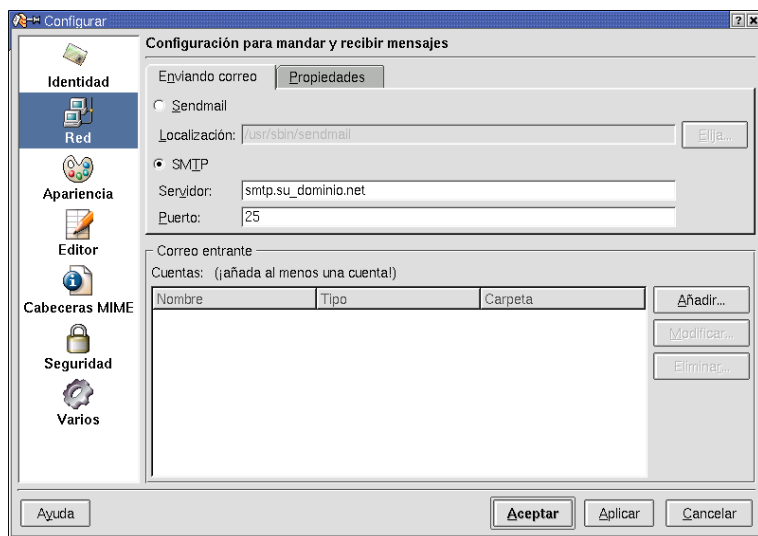 Configurar
Configuración para mandar y recibir mensajes
Identidad
Red
Apariencia
Editor
Cabeceras MIME
Seguridad
Varios
Enviando correo
Propiedades
Sendmail
Localización: /usr/sbin/sendmail Elija...
SMTP
Servidor: smtp.su_dominio.net
Puerto: 25
Correo entrante
Cuentas: (¡añada al menos una cuenta!)
Nombre Tipo Carpeta
Añadir...
Modificar...
Eliminar...
Ayuda Aceptar Aplicar Cancelar